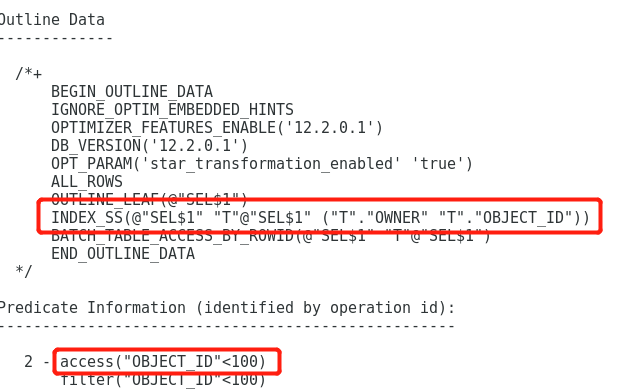 Outline Data
-------------
/*+
BEGIN_OUTLINE_DATA
IGNORE_OPTIM_EMBEDDED_HINTS
OPTIMIZER_FEATURES_ENABLE('12.2.0.1')
DB_VERSION('12.2.0.1')
OPT_PARAM('star_transformation_enabled' 'true')
ALL_ROWS
OUTLINE_LEAF(@"SEL$1")
INDEX_SS(@"SEL$1" "T"@"SEL$1" ("T"."OWNER" "T"."OBJECT_ID"))
BATCH_TABLE_ACCESS_BY_ROWID(@"SEL$1" "T"@"SEL$1")
END_OUTLINE_DATA
*/
Predicate Information (identified by operation id):
---------------------------------------------------
2 - access("OBJECT_ID"<100)
filter("OBJECT_ID"<100)